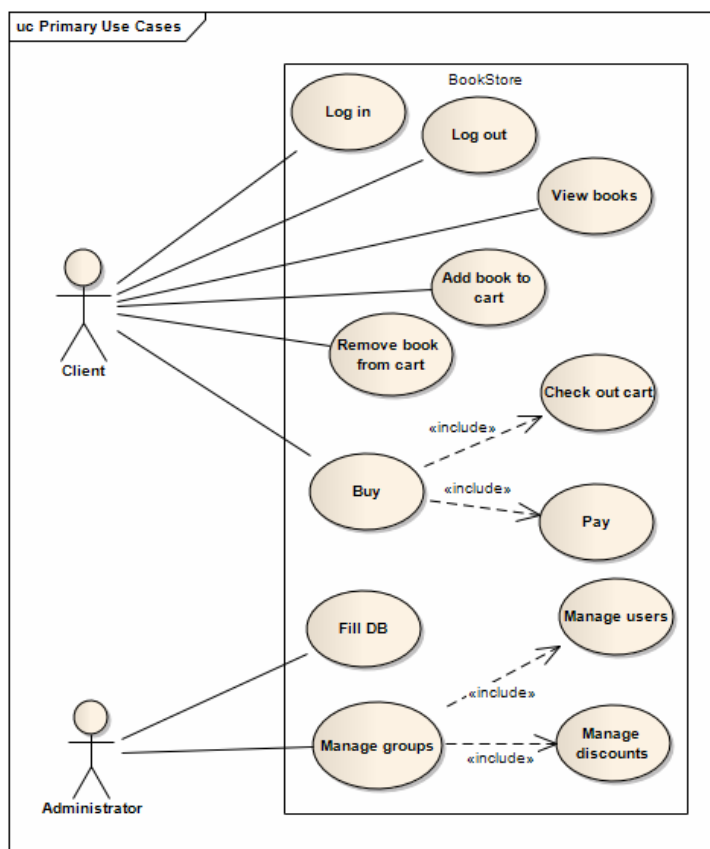 uc Primary Use Cases
BookStore
Log in
Log out
View books
Add book to
cart
Remove book
from cart
Client
Check out cart
«include»
Buy
«include»
Pay
Manage users
Fill DB
«include»
Manage groups
Manage
discounts
«include»
Administrator